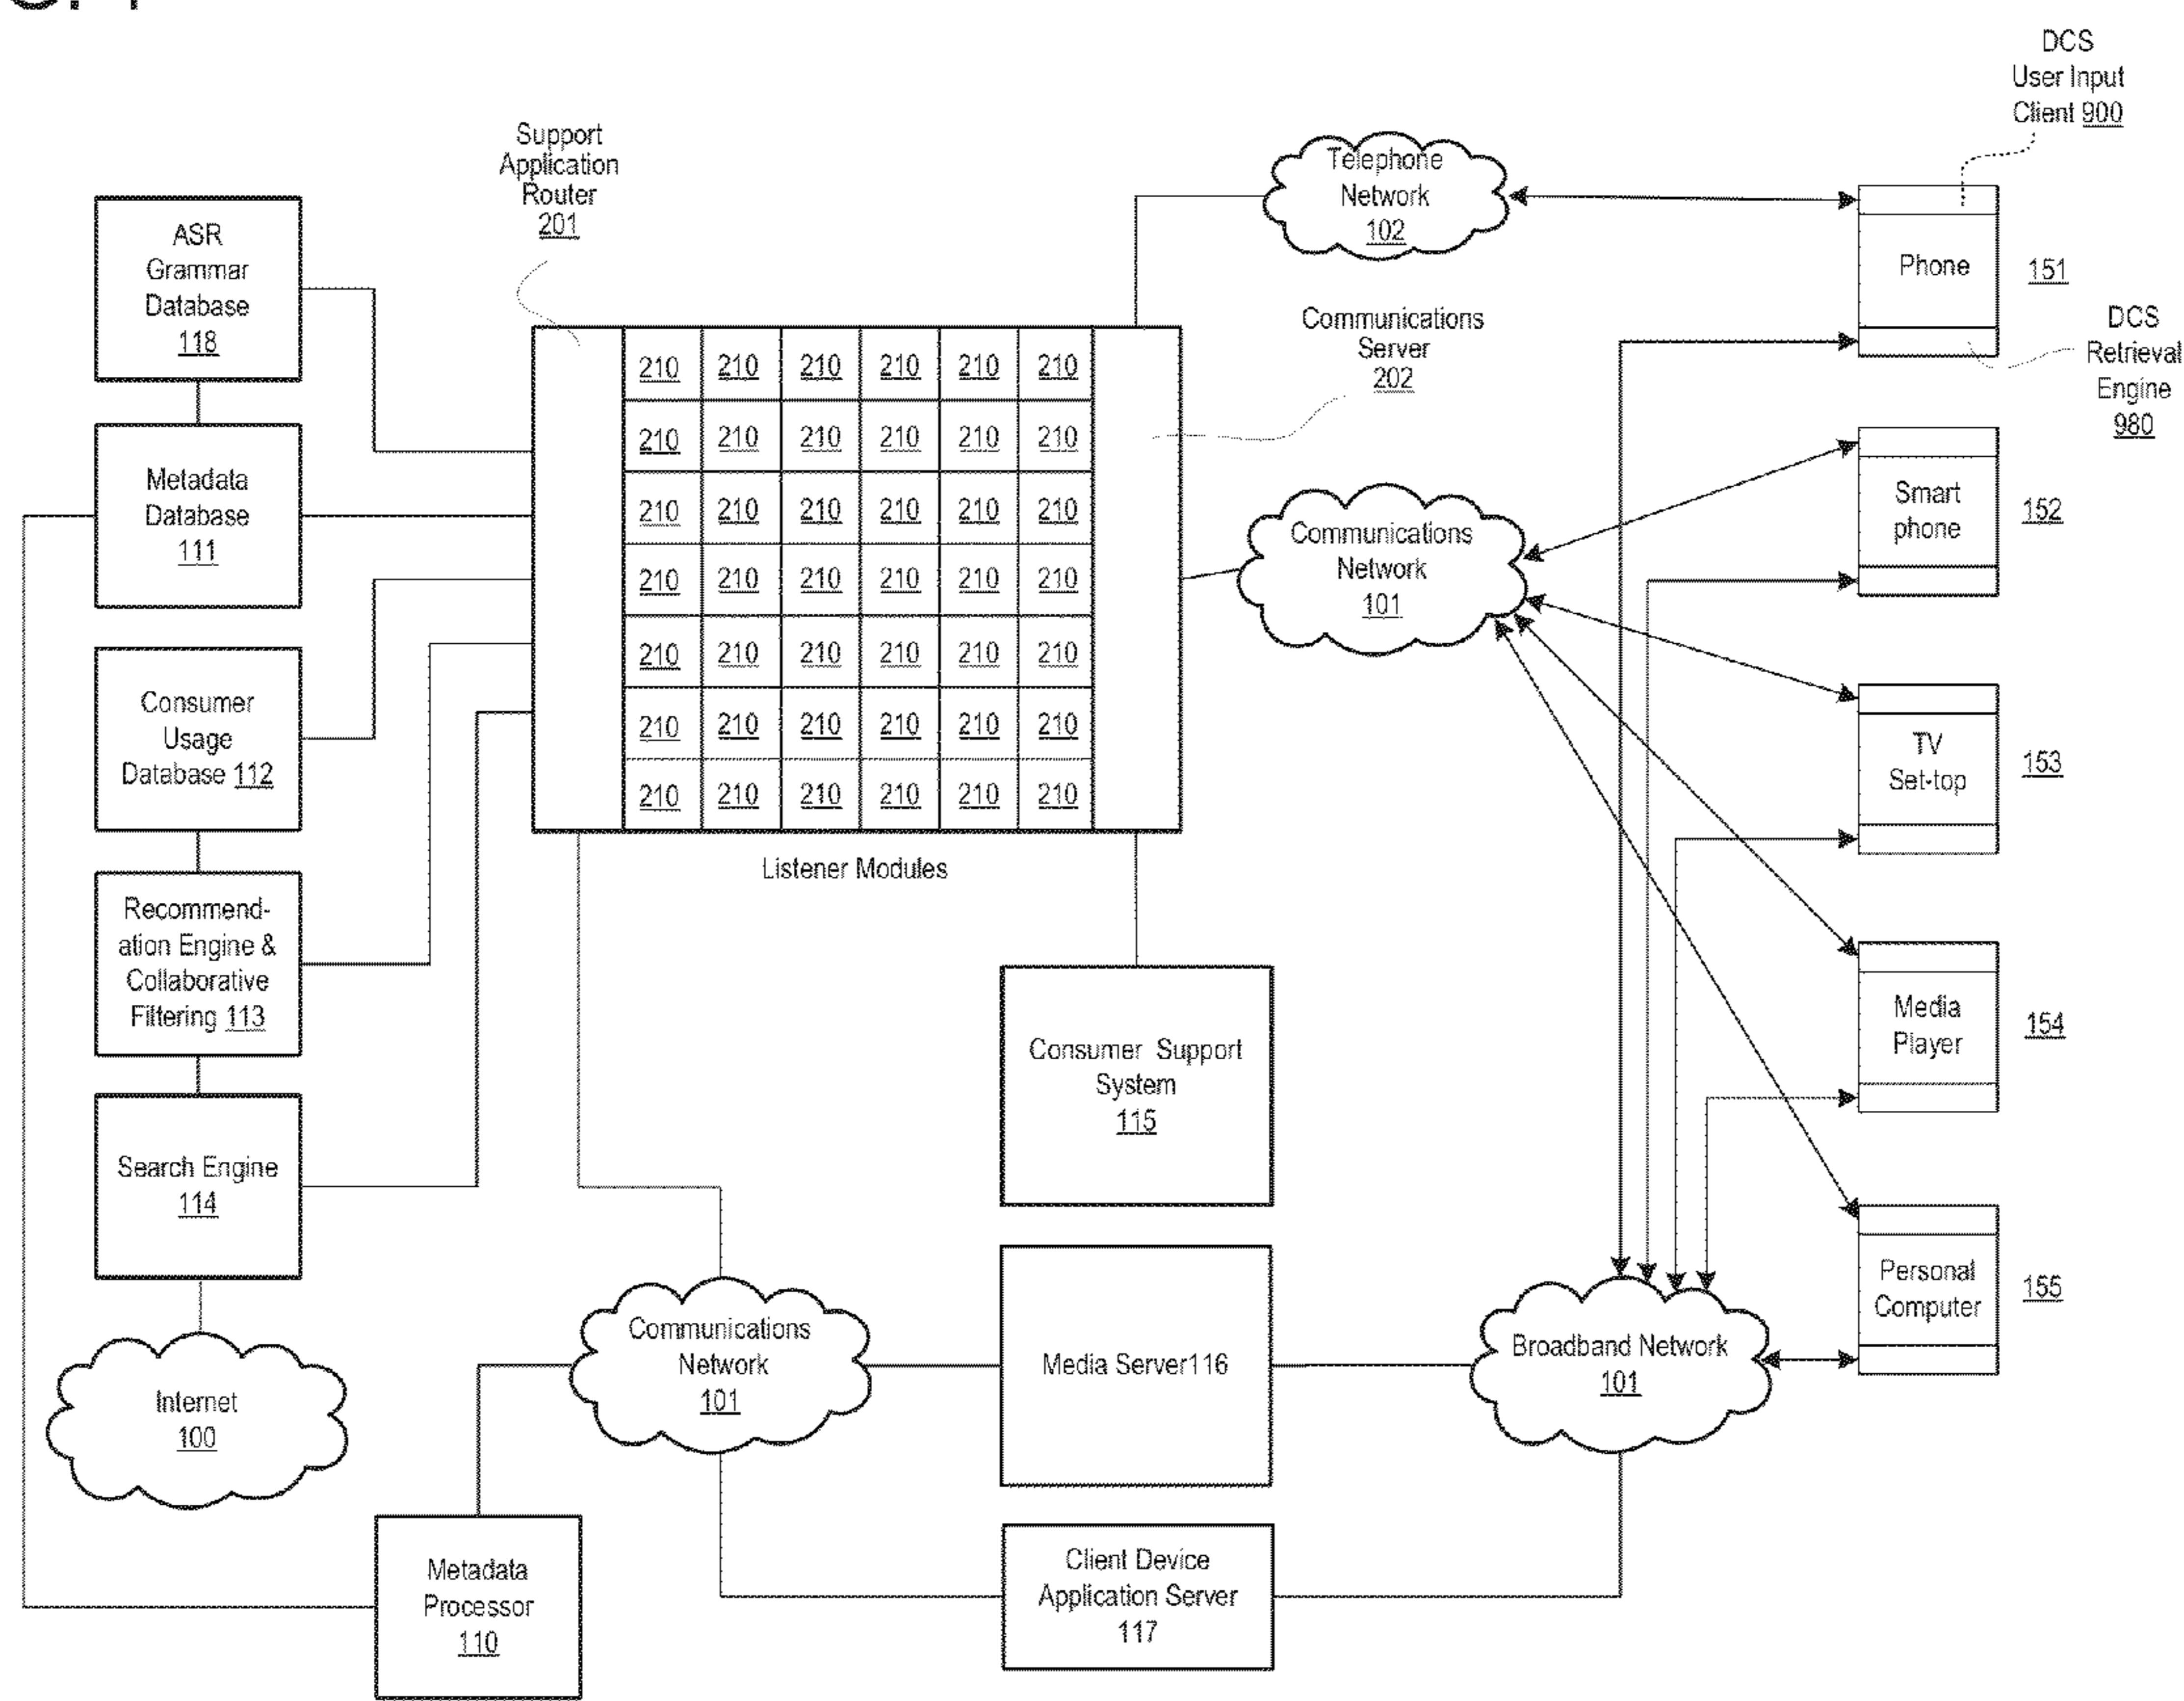 DCS
User Input
Client 900
Support
Application
Router
201
Telephone
Network
102
ASR
Grammar
Database
118
Phone
151
Communications
Server
202
DCS
Retrieval
Engine
980
210 210 210 210 210 210
210 210 210 210 210 210
210 210 210 210 210 210
210 210 210 210 210 210
210 210 210 210 210 210
210 210 210 210 210 210
210 210 210 210 210 210
Listener Modules
Metadata
Database
111
Communications
Network
101
Smart
phone
152
Consumer
Usage
Database 112
TV
Set-top
153
Recommend-
ation Engine &
Collaborative
Filtering 113
Consumer Support
System
115
Media
Player
154
Search Engine
114
Personal
Computer
155
Communications
Network
101
Media Server116
Broadband Network
101
Internet
100
Metadata
Processor
110
Client Device
Application Server
117